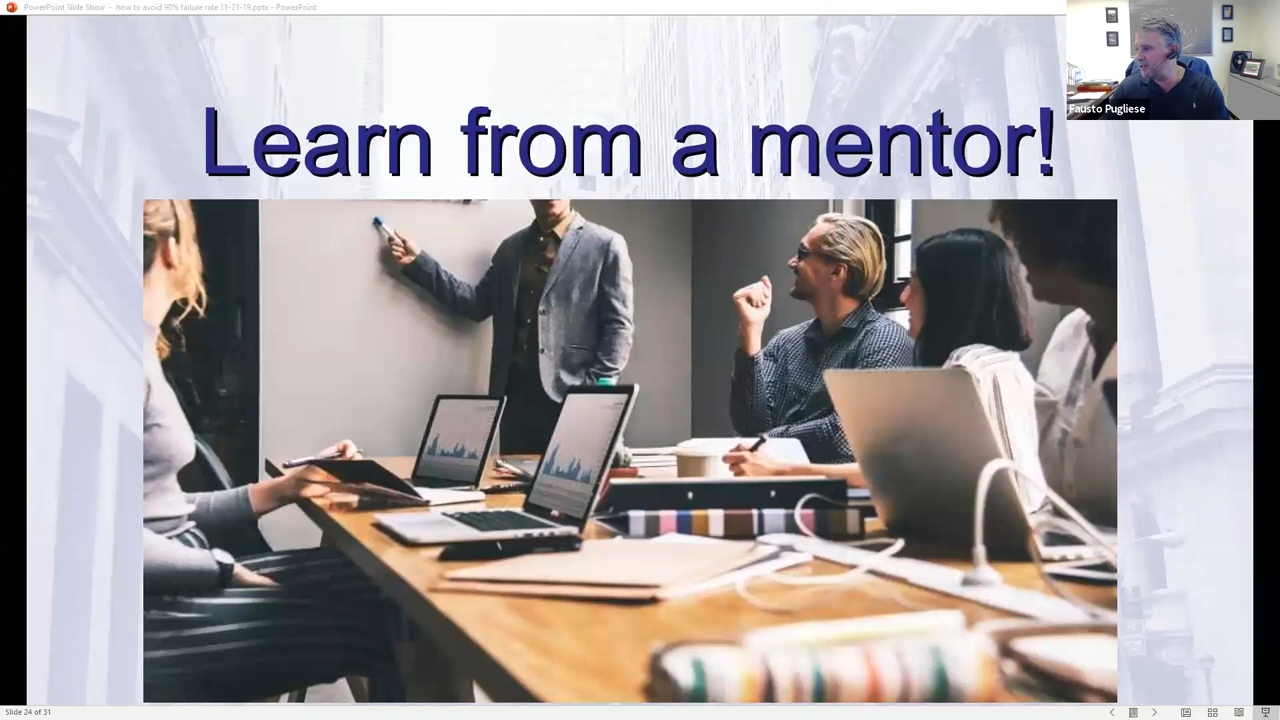 PowerPoint Slide Show - how to avoid 90% failure rate 11-21-19.pptx - PowerPoint
Fausto Pugliese
Learn from a mentor!
Slide 24 of 31